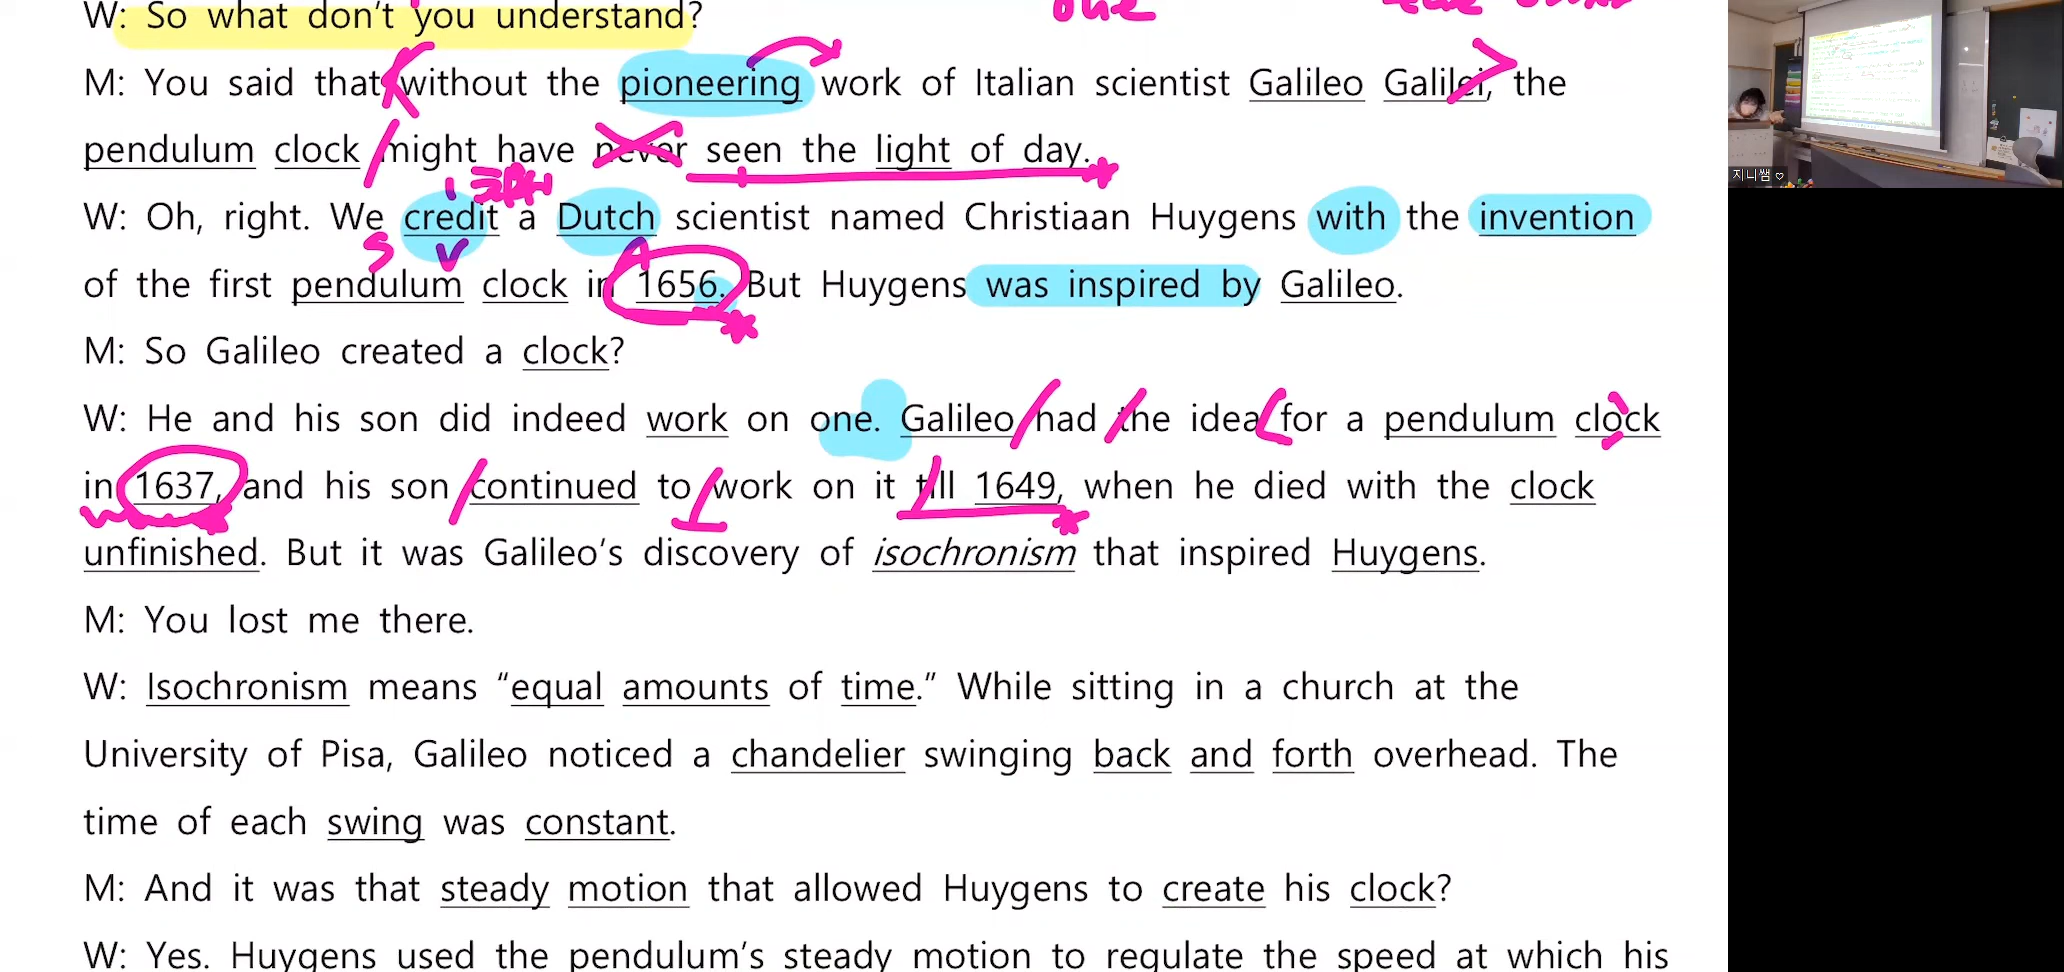 W: So what don't you understand?
one
M: You said that without the pioneering work of Italian scientist Galileo Galilei, the
pendulum clock might have never seen the light of day.
W: Oh, right. We credit a Dutch scientist named Christiaan Huygens with the invention
S V
of the first pendulum clock in 1656. But Huygens was inspired by Galileo.
M: So Galileo created a clock?
W: He and his son did indeed work on one. Galileo had the idea for a pendulum clock
in 1637, and his son continued to work on it till 1649, when he died with the clock
unfinished. But it was Galileo's discovery of isochronism that inspired Huygens.
M: You lost me there.
W: Isochronism means “equal amounts of time.” While sitting in a church at the
University of Pisa, Galileo noticed a chandelier swinging back and forth overhead. The
time of each swing was constant.
M: And it was that steady motion that allowed Huygens to create his clock?
W: Yes. Huygens used the pendulum's steady motion to regulate the speed at which his
지니쌤 ♡